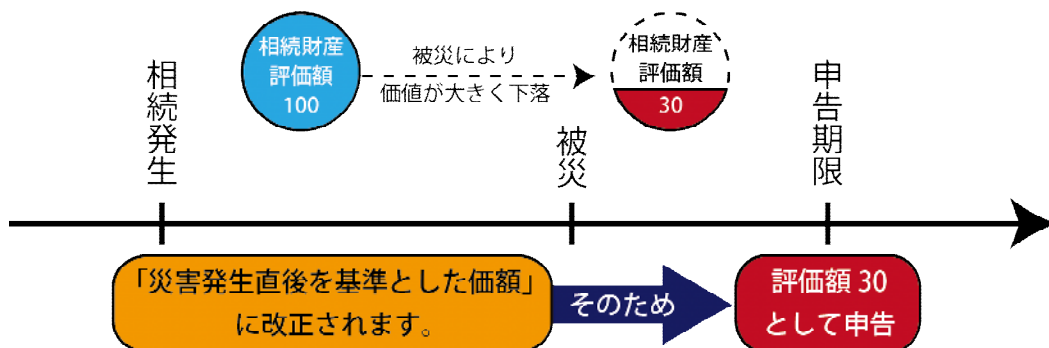 相続発生
相続財産
評価額
100
被災により
価値が大きく下落
相続財産
評価額
30
被災
申告期限
「災害発生直後を基準とした価額」
に改正されます。
そのため
評価額 30
として申告